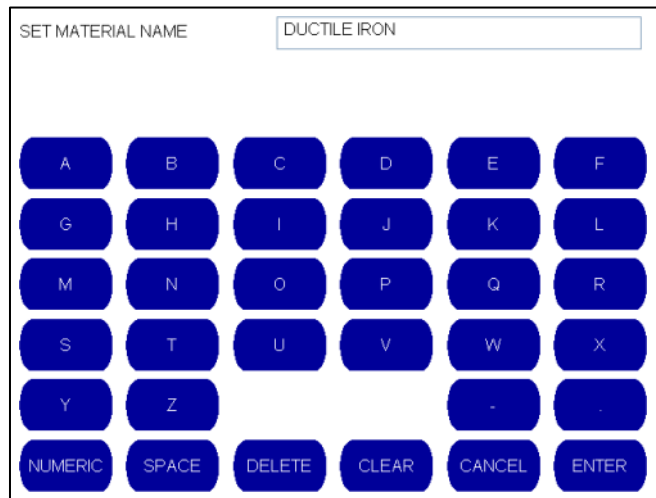 SET MATERIAL NAME DUCTILE IRON
A B C D E F
G H I J K L
M N O P Q R
S T U V W X
Y Z - .
NUMERIC SPACE DELETE CLEAR CANCEL ENTER